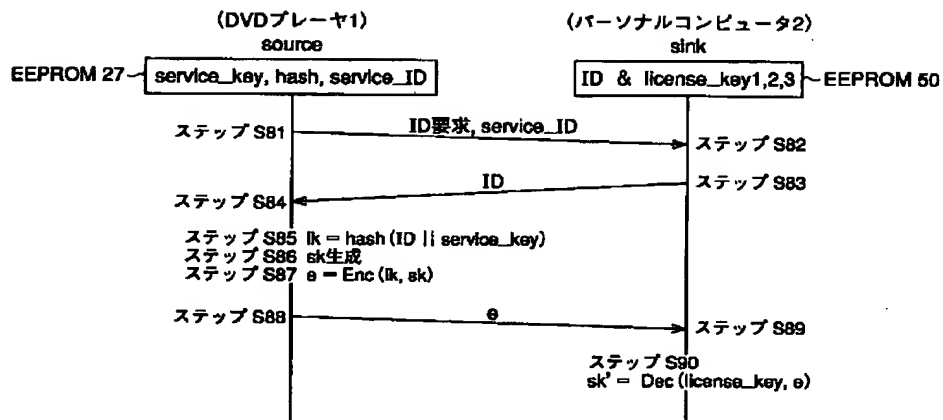 (DVDプレーヤ1)
source
(パーソナルコンピュータ2)
sink
EEPROM 27
service_key, hash, service_ID
ID & license_key1,2,3
EEPROM 50
ステップ S81
ID要求, service_ID
ステップ S82
ID
ステップ S83
ステップ S84
ステップ S85 lk = hash (ID || service_key)
ステップ S86 sk生成
ステップ S87 e = Enc (lk, sk)
ステップ S88
e
ステップ S89
ステップ S90
sk' = Dec (license_key, e)